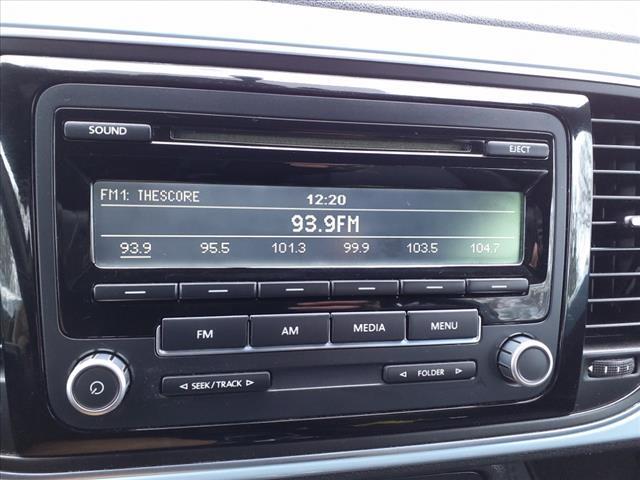 SOUND
EJECT
FM1: THESCORE 12:20
93.9FM
93.9 95.5 101.3 99.9 103.5 104.7
FM AM MEDIA MENU
SEEK/TRACK FOLDER